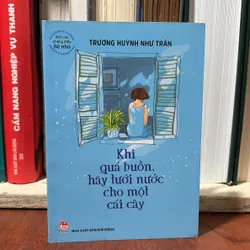 CẨM NANG NGHIỆP VỤ THANH
TRƯƠNG HUỲNH NHƯ TRÂN
Khi
quá buồn,
hãy tưới nước
cho một
cái cây
NHÀ XUẤT BẢN KIM ĐỒNG